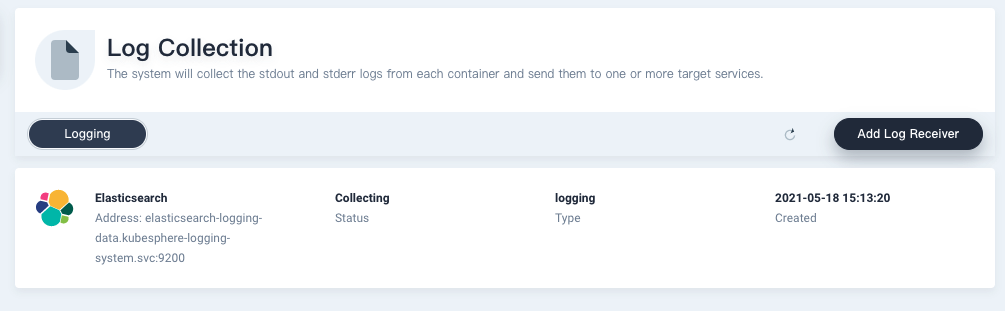 Log Collection
The system will collect the stdout and stderr logs from each container and send them to one or more target services.
Logging
Add Log Receiver
Elasticsearch
Address: elasticsearch-logging-
data.kubesphere-logging-
system.svc:9200
Collecting
Status
logging
Type
2021-05-18 15:13:20
Created